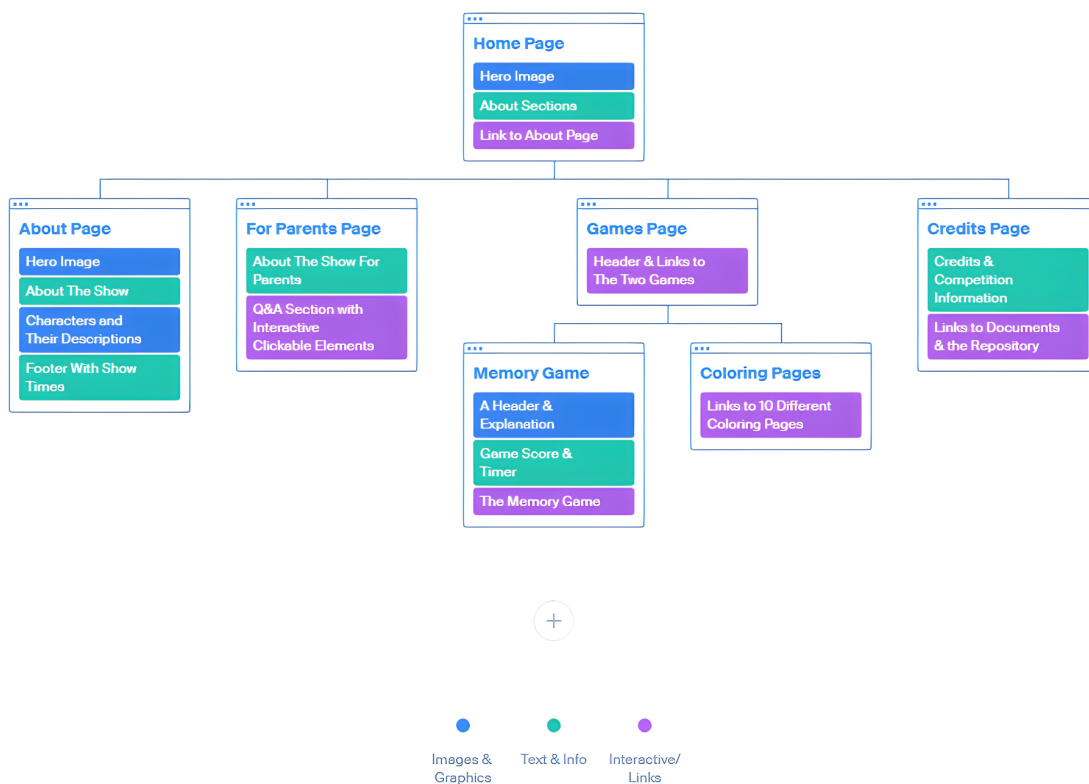 Home Page
Hero Image
About Sections
Link to About Page
About Page
Hero Image
About The Show
Characters and
Their Descriptions
Footer With Show
Times
For Parents Page
About The Show For
Parents
Q&A Section with
Interactive
Clickable Elements
Games Page
Header & Links to
The Two Games
Memory Game
A Header &
Explanation
Game Score &
Timer
The Memory Game
Coloring Pages
Links to 10 Different
Coloring Pages
Credits Page
Credits &
Competition
Information
Links to Documents
& the Repository
Images &
Graphics
Text & Info
Interactive/
Links